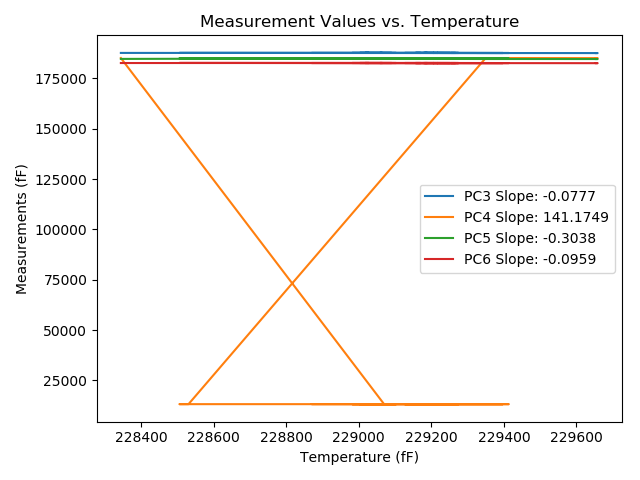 Measurement Values vs. Temperature
Measurements (fF)
175000
150000
125000
100000
75000
50000
25000
PC3 Slope: -0.0777
PC4 Slope: 141.1749
PC5 Slope: -0.3038
PC6 Slope: -0.0959
228400 228600 228800 229000 229200 229400 229600
Temperature (fF)